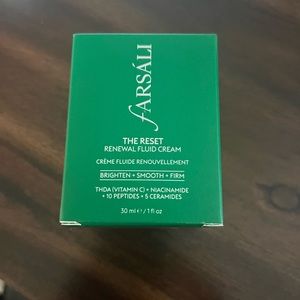 FARSÁLI
THE RESET
RENEWAL FLUID CREAM
CRÈME FLUIDE RENOUVELLEMENT
BRIGHTEN + SMOOTH + FIRM
THDA (VITAMIN C) + NIACINAMIDE
+ 10 PEPTIDES + 5 CERAMIDES
30 ml ℮ / 1 fl oz